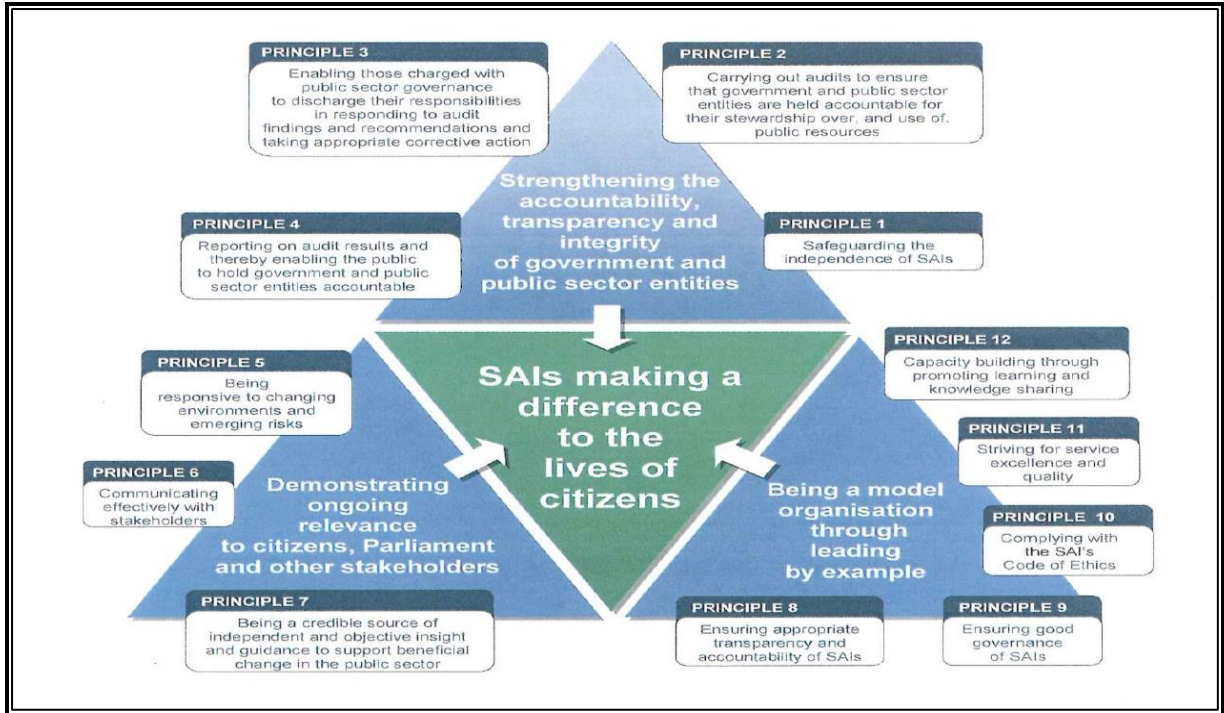 PRINCIPLE 3
Enabling those charged with
public sector governance
to discharge their responsibilities
in responding to audit
findings and recommendations and
taking appropriate corrective action
PRINCIPLE 2
Carrying out audits to ensure
that government and public sector
entities are held accountable for
their stewardship over, and use of,
public resources
Strengthening the
accountability,
transparency and
integrity
of government and
public sector entities
PRINCIPLE 4
Reporting on audit results and
thereby enabling the public
to hold government and public
sector entities accountable
PRINCIPLE 1
Safeguarding the
independence of SAIs
PRINCIPLE 5
Being
responsive to changing
environments and
emerging risks
SAIs making a
difference
to the
lives of
citizens
PRINCIPLE 12
Capacity building through
promoting learning and
knowledge sharing
PRINCIPLE 11
Striving for service
excellence and
quality
PRINCIPLE 6
Communicating
effectively with
stakeholders
Demonstrating
ongoing
relevance
to citizens, Parliament
and other stakeholders
Being a model
organisation
through
leading
by example
PRINCIPLE 10
Complying with
the SAI's
Code of Ethics
PRINCIPLE 7
Being a credible source of
independent and objective insight
and guidance to support beneficial
change in the public sector
PRINCIPLE 8
Ensuring appropriate
transparency and
accountability of SAIs
PRINCIPLE 9
Ensuring good
governance
of SAIs